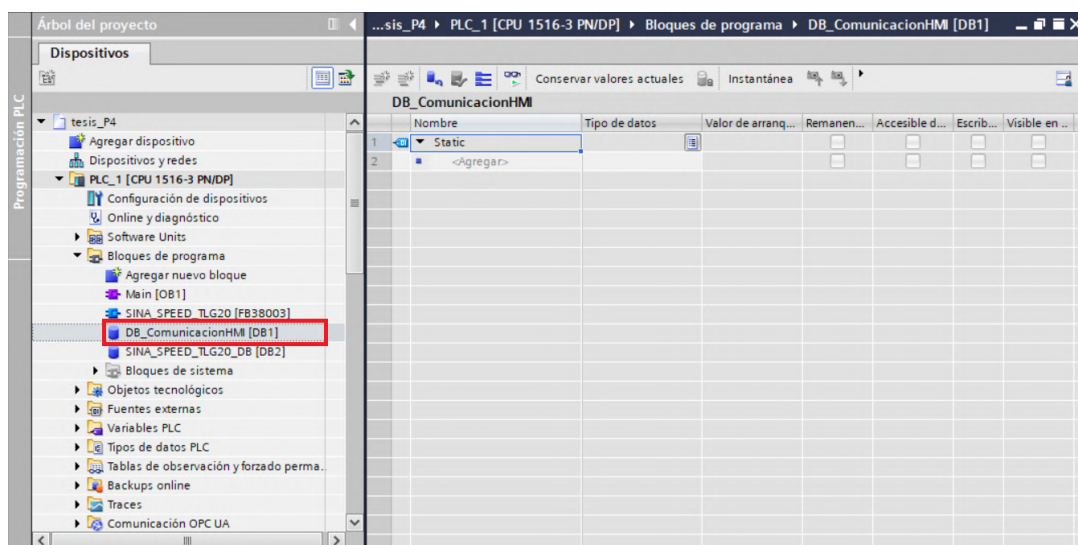 Árbol del proyecto
...sis_P4 PLC_1 [CPU 1516-3 PN/DP] Bloques de programa DB_ComunicacionHMI [DB1]
Dispositivos
Programación PLC
Conservar valores actuales Instantánea
DB_ComunicacionHMI
Nombre Tipo de datos Valor de arranq... Remanen... Accesible d... Escrib... Visible en ..
1 Static
2 <Agregar>
tesis_P4
Agregar dispositivo
Dispositivos y redes
PLC_1 [CPU 1516-3 PN/DP]
Configuración de dispositivos
Online y diagnóstico
Software Units
Bloques de programa
Agregar nuevo bloque
Main [OB1]
SINA_SPEED_TLG20 [FB38003]
DB_ComunicacionHMI [DB1]
SINA_SPEED_TLG20_DB [DB2]
Bloques de sistema
Objetos tecnológicos
Fuentes externas
Variables PLC
Tipos de datos PLC
Tablas de observación y forzado perma.
Backups online
Traces
Comunicación OPC UA